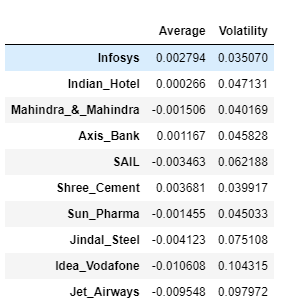 Average Volatility
Infosys 0.002794 0.035070
Indian_Hotel 0.000266 0.047131
Mahindra_&_Mahindra -0.001506 0.040169
Axis_Bank 0.001167 0.045828
SAIL -0.003463 0.062188
Shree_Cement 0.003681 0.039917
Sun_Pharma -0.001455 0.045033
Jindal_Steel -0.004123 0.075108
Idea_Vodafone -0.010608 0.104315
Jet_Airways -0.009548 0.097972